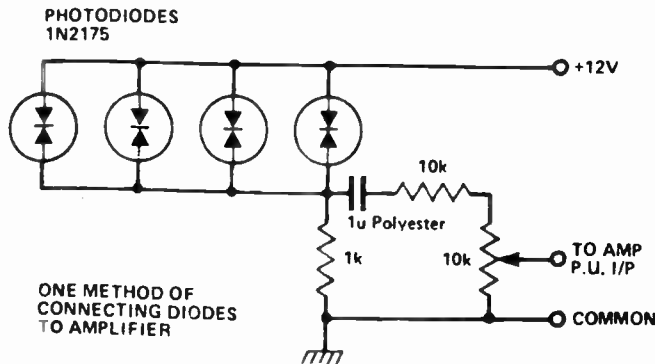 PHOTODIODES
1N2175
+12V
10k
1u Polyester
1k
10k
TO AMP
P.U. I/P
COMMON
ONE METHOD OF
CONNECTING DIODES
TO AMPLIFIER